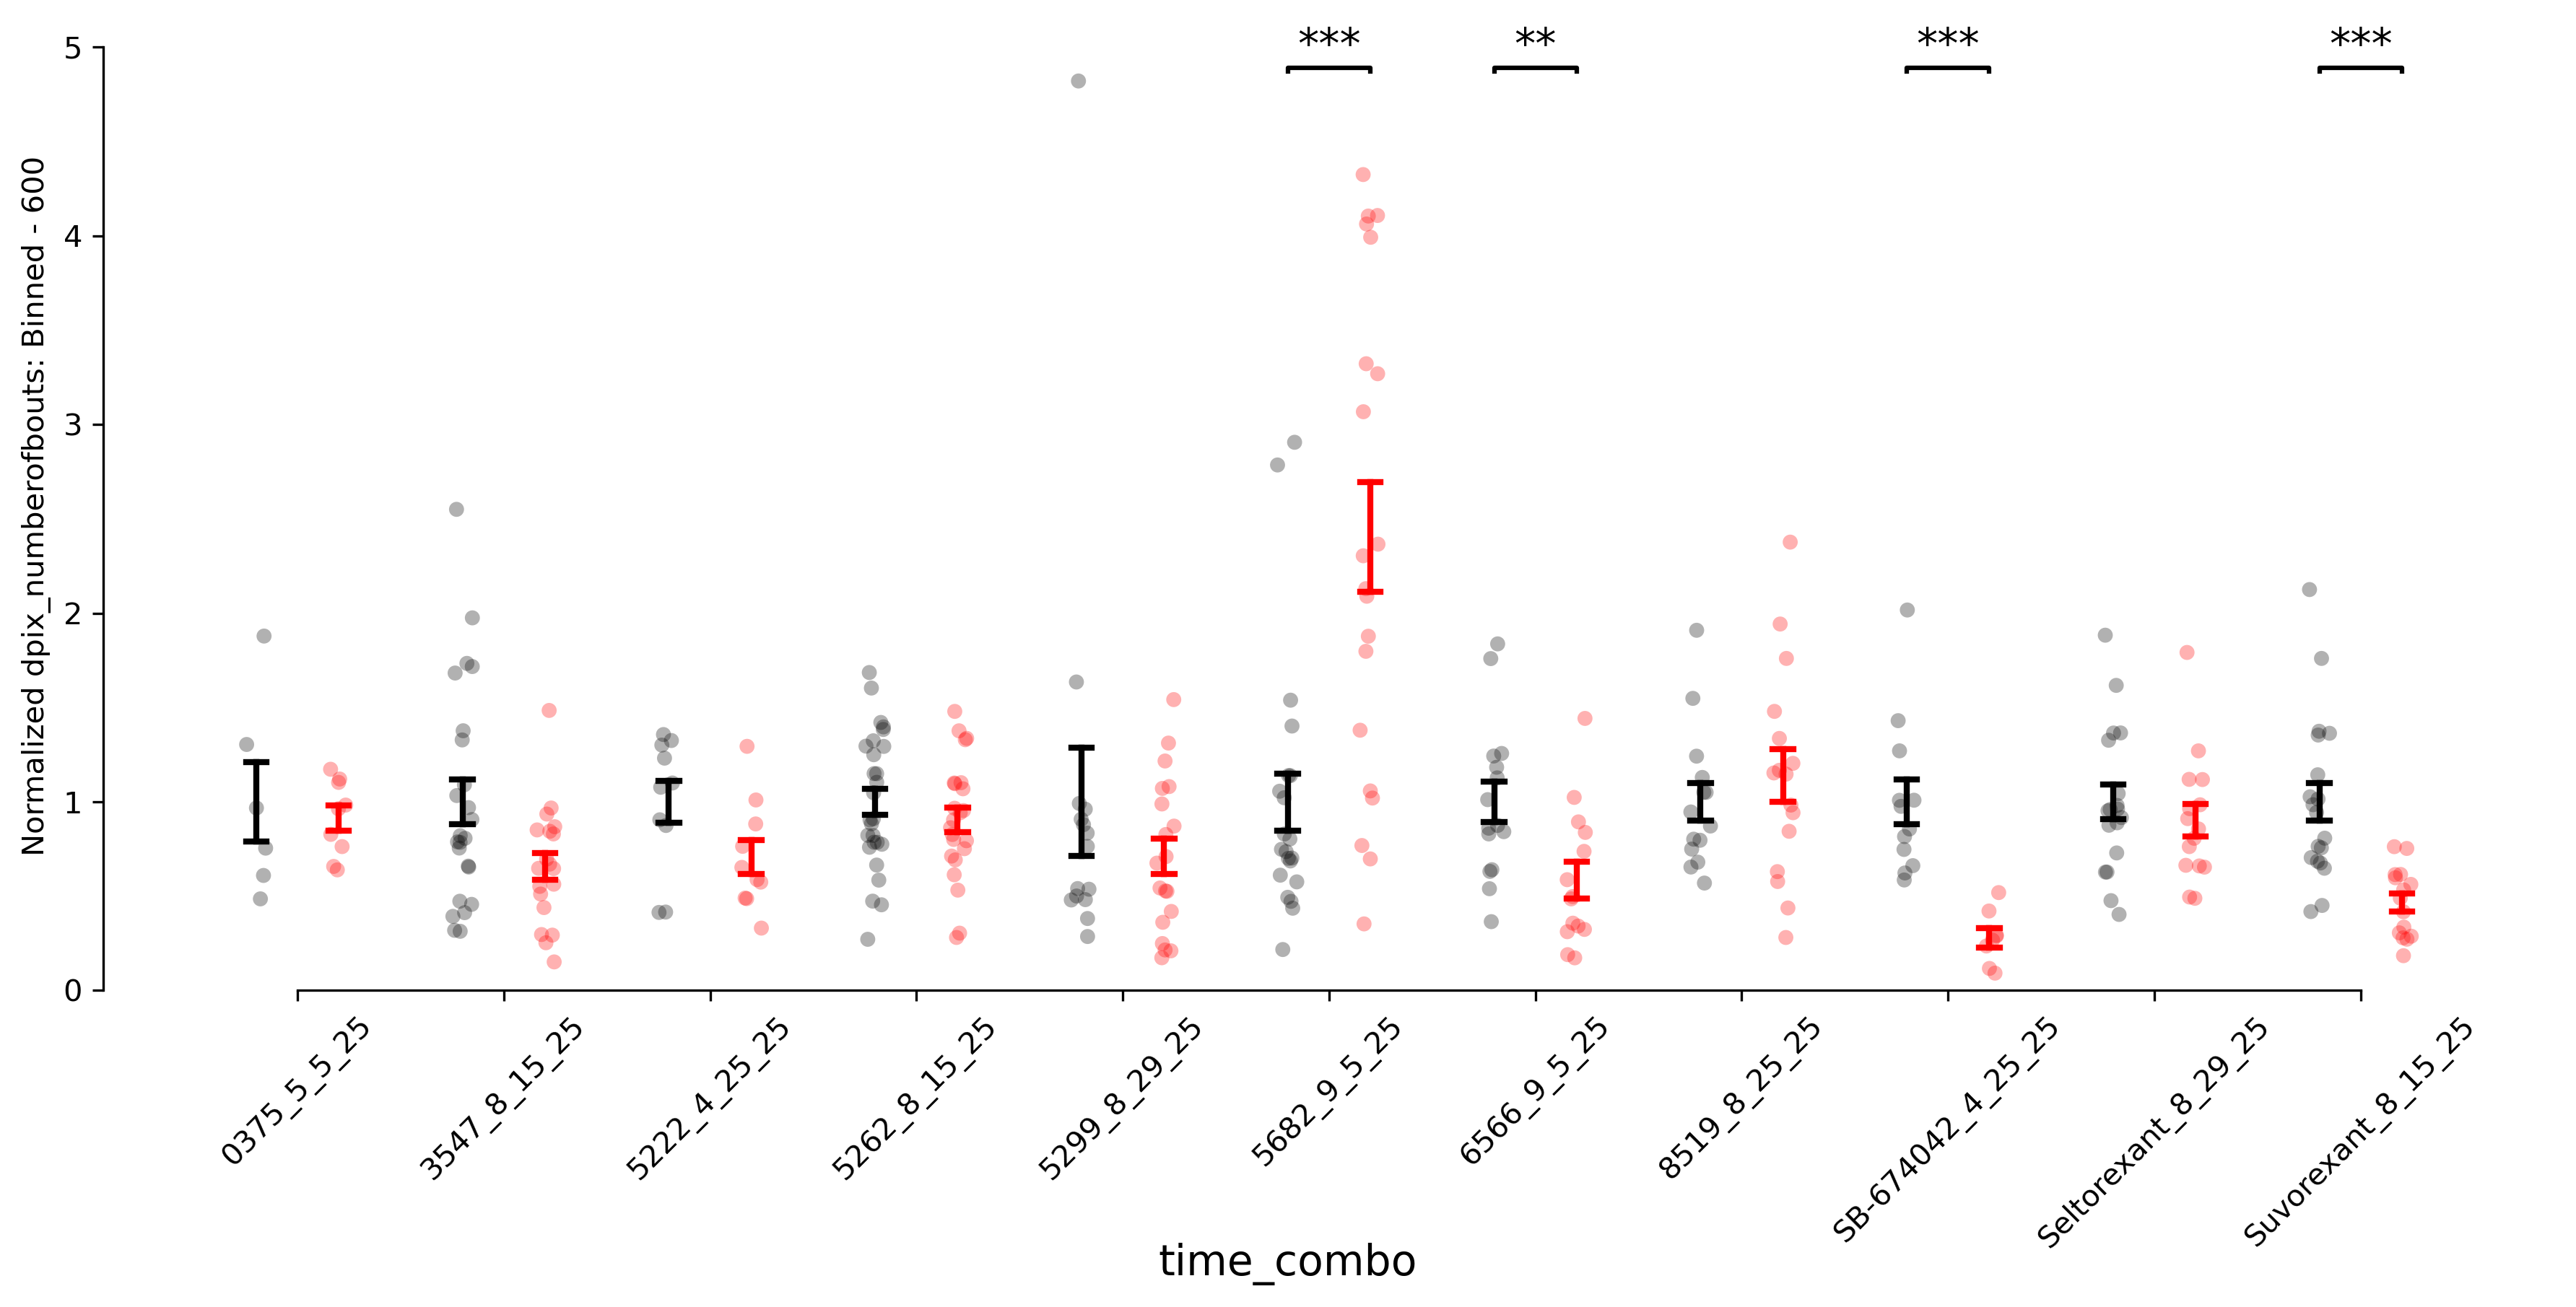 *** ** *** ***
5
4
3
2
1
0
Normalized dpix_numberofbouts: Binned - 600
0375_5_5_25
3547_8_15_25
5222_4_25_25
5262_8_15_25
5299_8_29_25
5682_9_5_25
6566_9_5_25
8519_8_25_25
SB-674042_4_25_25
Seltorexant_8_29_25
Suvorexant_8_15_25
time_combo